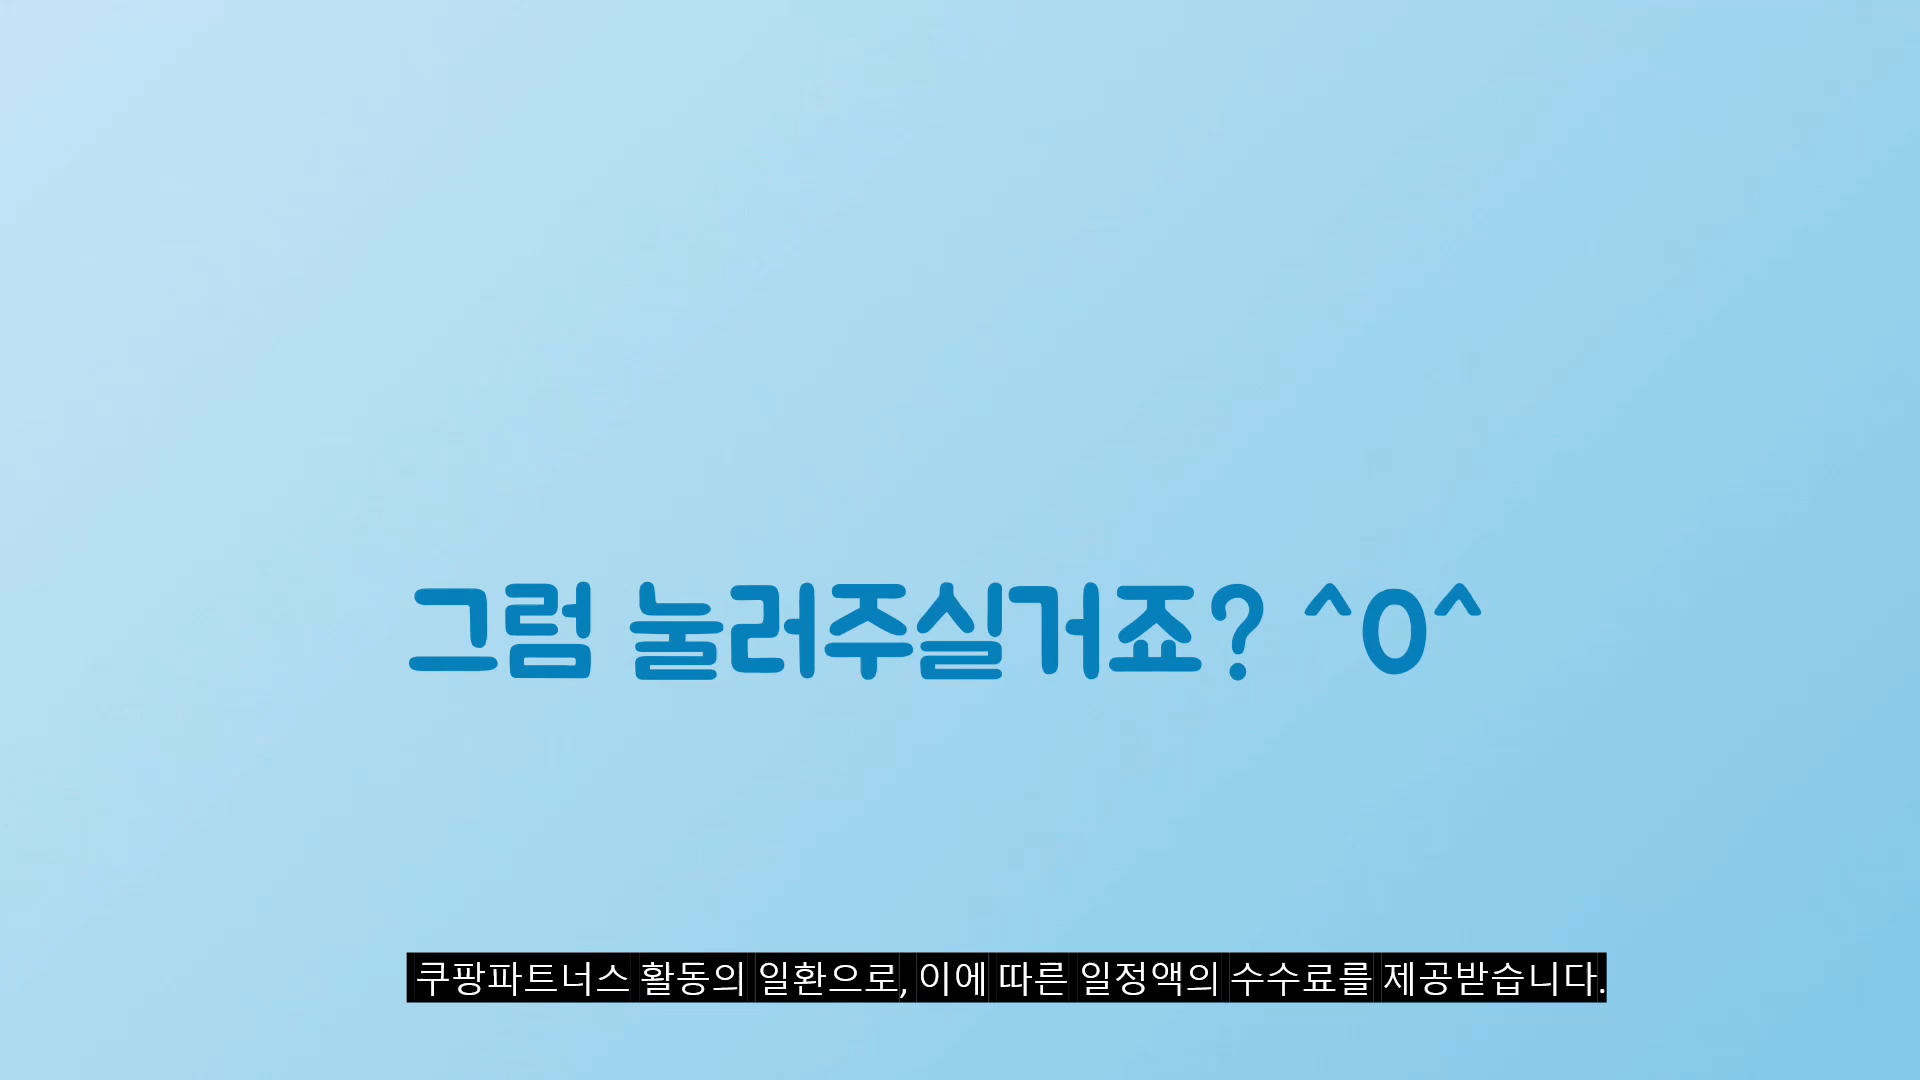 그럼 눌러주실거죠? ^0^
쿠팡파트너스 활동의 일환으로, 이에 따른 일정액의 수수료를 제공받습니다.